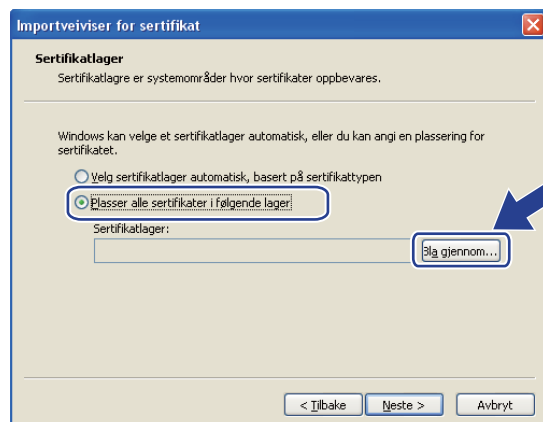 Importveiviser for sertifikat
Sertifikatlager
Sertifikatlagre er systemområder hvor sertifikater oppbevares.
Windows kan velge et sertifikatlager automatisk, eller du kan angi en plassering for
sertifikatet.
Velg sertifikatlager automatisk, basert på sertifikattypen
Plasser alle sertifikater i følgende lager
Sertifikatlager:
Bla gjennom...
< Tilbake Neste > Avbryt